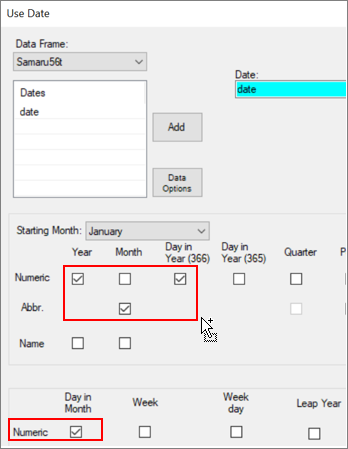 Use Date
Data Frame:
Samaru56t
Date:
date
Dates
date
Add
Data
Options
Starting Month: January
Year Month Day in Year (366) Day in Year (365) Quarter P
Numeric
Abbr.
Name
Day in Month Week Week day Leap Year
Numeric